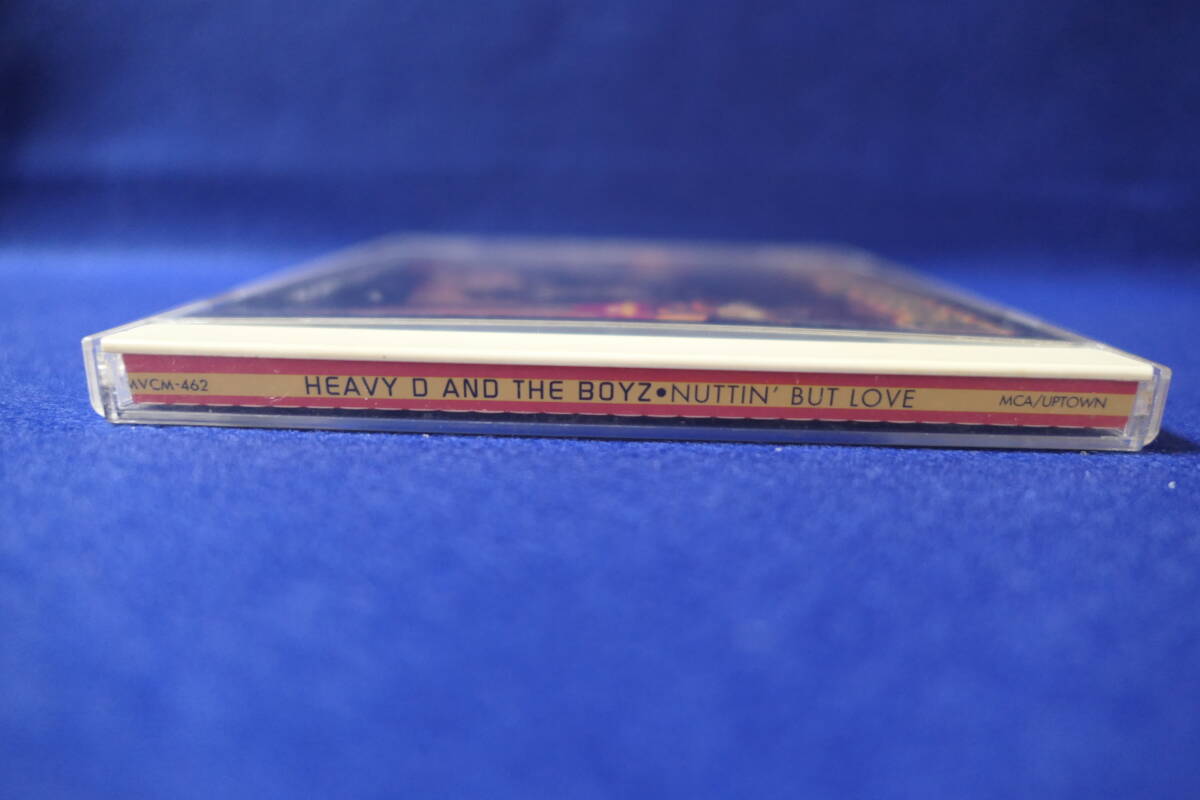 MVCM-462 HEAVY D AND THE BOYZ•NUTTIN' BUT LOVE MCA/UPTOWN